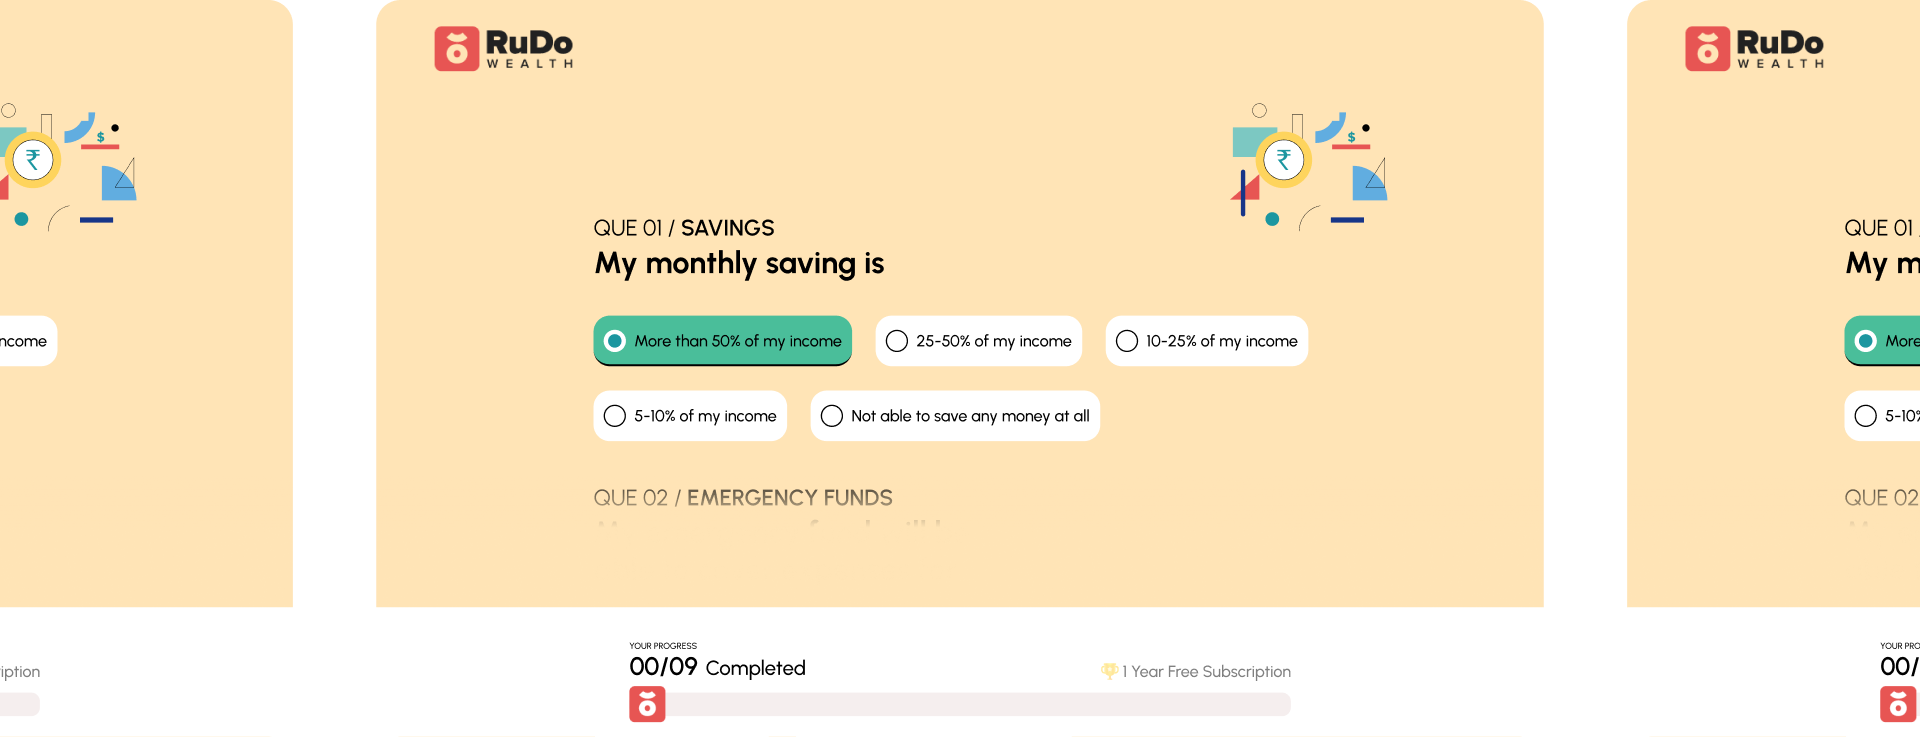 RuDo
WEALTH
₹
$
QUE 01 / SAVINGS
My monthly saving is
More than 50% of my income
25-50% of my income
10-25% of my income
5-10% of my income
Not able to save any money at all
QUE 02 / EMERGENCY FUNDS
YOUR PROGRESS
00/09 Completed
1 Year Free Subscription
₹
$
ncome
iption
RuDo
WEALTH
QUE 01
My m
More
5-10%
QUE 02
YOUR PRO
00/